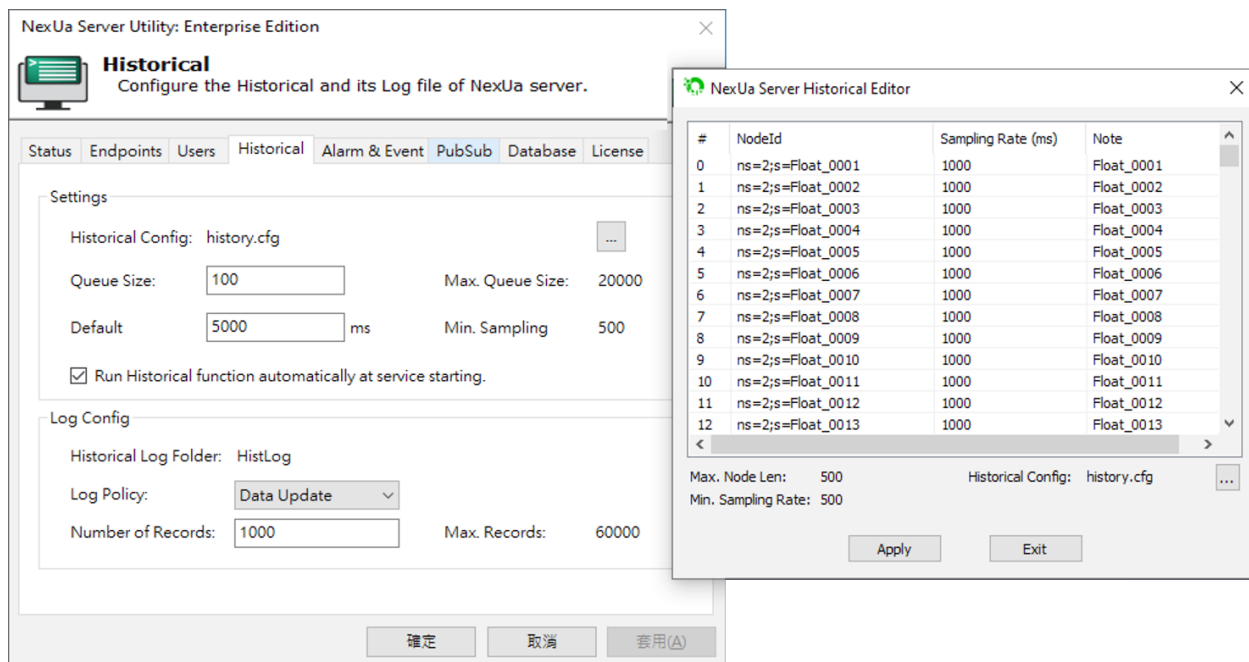 NexUa Server Utility: Enterprise Edition
Historical
Configure the Historical and its Log file of NexUa server.
Status Endpoints Users Historical Alarm & Event PubSub Database License
Settings
Historical Config: history.cfg ...
Queue Size: 100 Max. Queue Size: 20000
Default 5000 ms Min. Sampling 500
Run Historical function automatically at service starting.
Log Config
Historical Log Folder: HistLog
Log Policy: Data Update
Number of Records: 1000 Max. Records: 60000
確定 取消 套用(A)
NexUa Server Historical Editor
# NodeId Sampling Rate (ms) Note
0 ns=2;s=Float_0001 1000 Float_0001
1 ns=2;s=Float_0002 1000 Float_0002
2 ns=2;s=Float_0003 1000 Float_0003
3 ns=2;s=Float_0004 1000 Float_0004
4 ns=2;s=Float_0005 1000 Float_0005
5 ns=2;s=Float_0006 1000 Float_0006
6 ns=2;s=Float_0007 1000 Float_0007
7 ns=2;s=Float_0008 1000 Float_0008
8 ns=2;s=Float_0009 1000 Float_0009
9 ns=2;s=Float_0010 1000 Float_0010
10 ns=2;s=Float_0011 1000 Float_0011
11 ns=2;s=Float_0012 1000 Float_0012
12 ns=2;s=Float_0013 1000 Float_0013
Max. Node Len: 500 Historical Config: history.cfg ...
Min. Sampling Rate: 500
Apply Exit